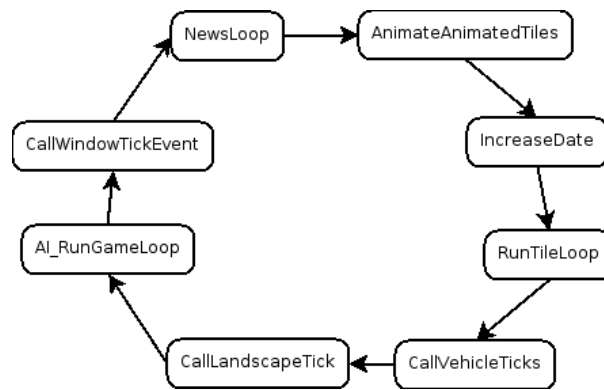 NewsLoop
AnimateAnimatedTiles
IncreaseDate
RunTileLoop
CallVehicleTicks
CallLandscapeTick
AI_RunGameLoop
CallWindowTickEvent